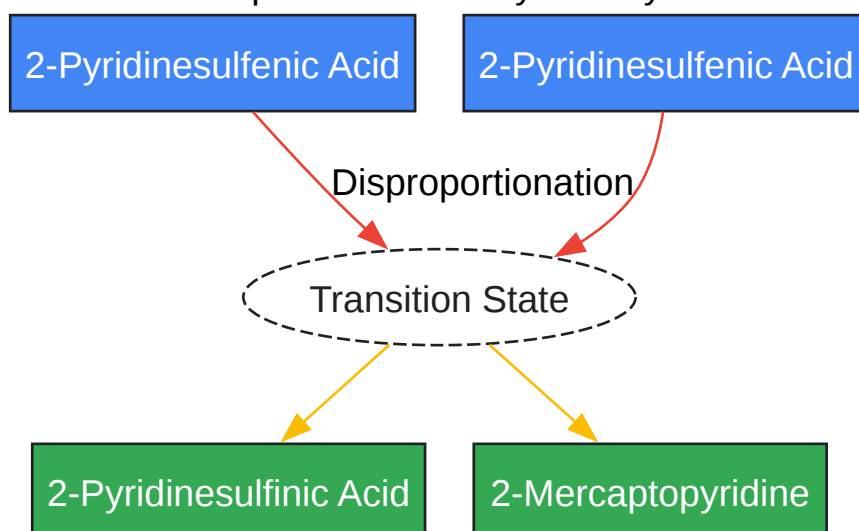 2-Pyridinesulfenic Acid
2-Pyridinesulfenic Acid
Disproportionation
Transition State
2-Pyridinesulfinic Acid
2-Mercaptopyridine